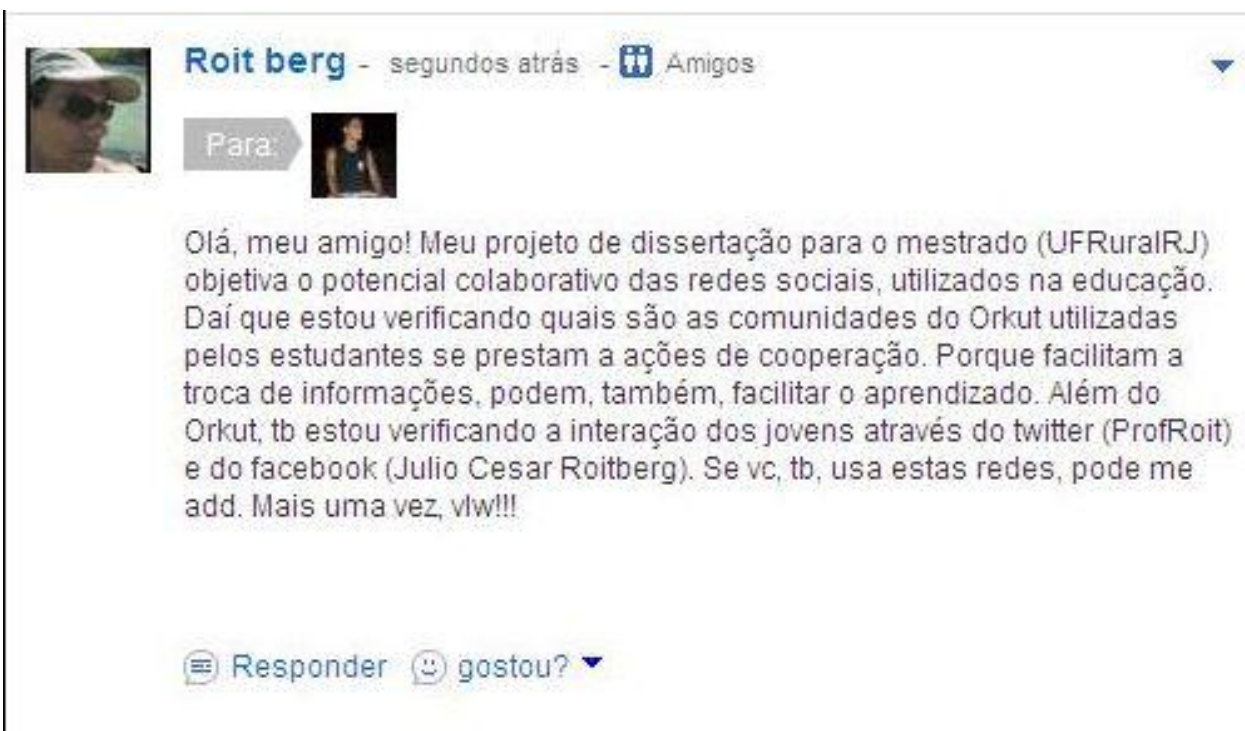 Roit berg - segundos atrás - Amigos
Para:
Olá, meu amigo! Meu projeto de dissertação para o mestrado (UFRuralRJ)
objetiva o potencial colaborativo das redes sociais, utilizados na educação.
Daí que estou verificando quais são as comunidades do Orkut utilizadas
pelos estudantes se prestam a ações de cooperação. Porque facilitam a
troca de informações, podem, também, facilitar o aprendizado. Além do
Orkut, tb estou verificando a interação dos jovens através do twitter (ProfRoit)
e do facebook (Julio Cesar Roitberg). Se vc, tb, usa estas redes, pode me
add. Mais uma vez, vlw!!!
Responder gostou?